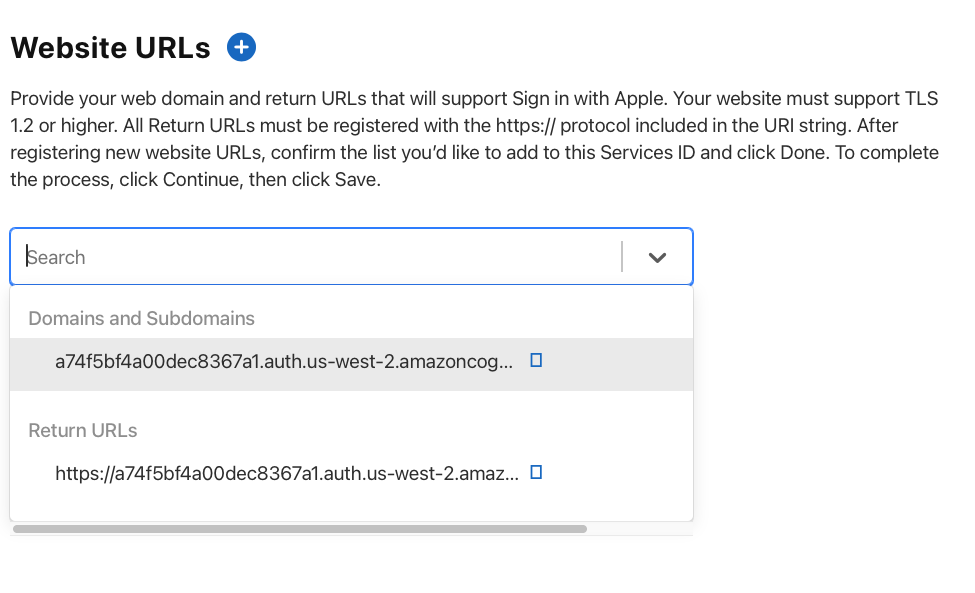 Website URLs
Provide your web domain and return URLs that will support Sign in with Apple. Your website must support TLS
1.2 or higher. All Return URLs must be registered with the https:// protocol included in the URI string. After
registering new website URLs, confirm the list you’d like to add to this Services ID and click Done. To complete
the process, click Continue, then click Save.
Search
Domains and Subdomains
a74f5bf4a00dec8367a1.auth.us-west-2.amazoncog...
Return URLs
https://a74f5bf4a00dec8367a1.auth.us-west-2.amaz...